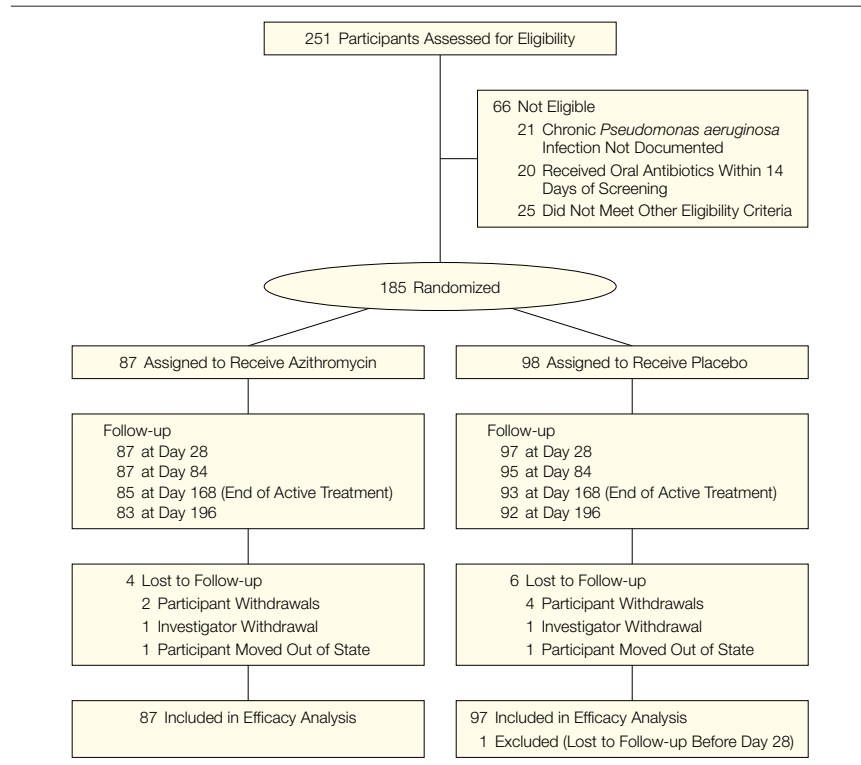 251 Participants Assessed for Eligibility
66 Not Eligible
21 Chronic Pseudomonas aeruginosa
Infection Not Documented
20 Received Oral Antibiotics Within 14
Days of Screening
25 Did Not Meet Other Eligibility Criteria
185 Randomized
87 Assigned to Receive Azithromycin
Follow-up
87 at Day 28
87 at Day 84
85 at Day 168 (End of Active Treatment)
83 at Day 196
4 Lost to Follow-up
2 Participant Withdrawals
1 Investigator Withdrawal
1 Participant Moved Out of State
87 Included in Efficacy Analysis
98 Assigned to Receive Placebo
Follow-up
97 at Day 28
95 at Day 84
93 at Day 168 (End of Active Treatment)
92 at Day 196
6 Lost to Follow-up
4 Participant Withdrawals
1 Investigator Withdrawal
1 Participant Moved Out of State
97 Included in Efficacy Analysis
1 Excluded (Lost to Follow-up Before Day 28)